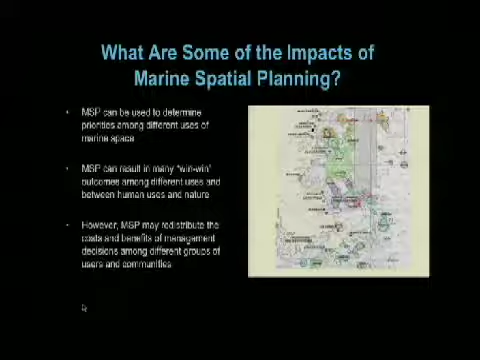 What Are Some of the Impacts of
Marine Spatial Planning?
• MSP can be used to determine
priorities among different uses of
marine space
• MSP can result in many "win-win"
outcomes among different uses and
between human uses and nature
• However, MSP may redistribute the
costs and benefits of management
decisions among different groups of
users and communities